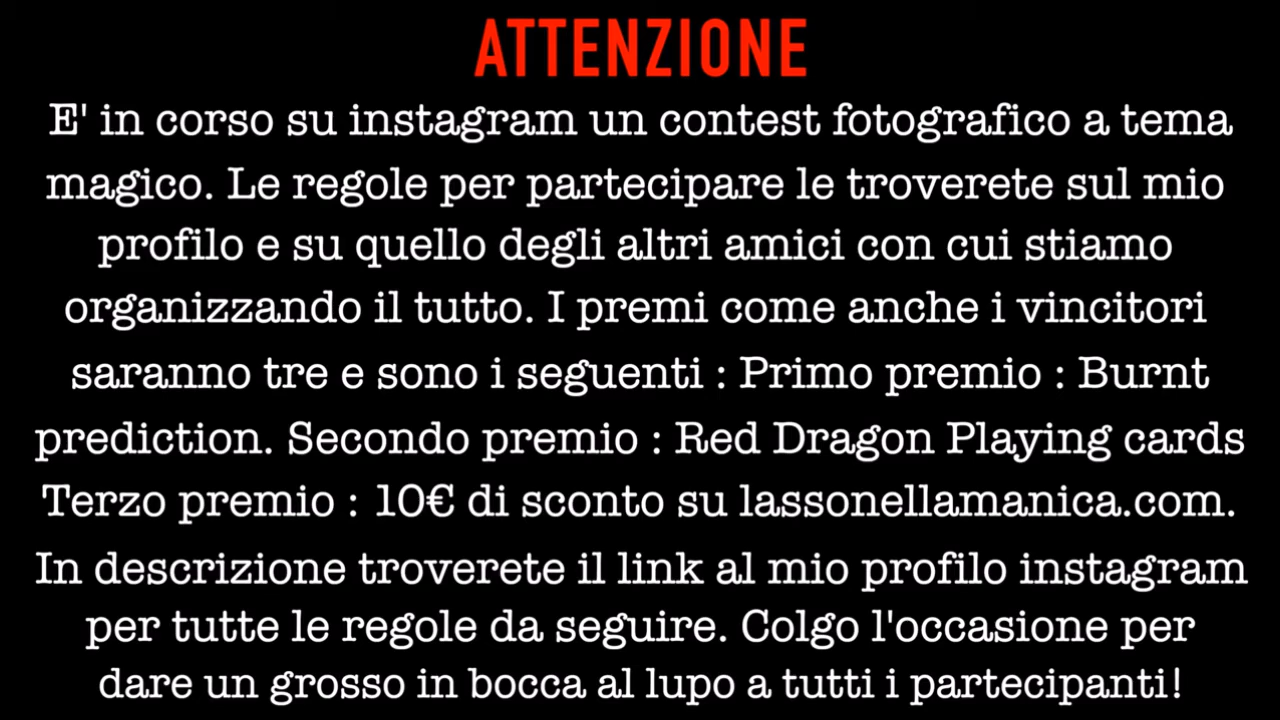 ATTENZIONE
E' in corso su instagram un contest fotografico a tema
magico. Le regole per partecipare le troverete sul mio
profilo e su quello degli altri amici con cui stiamo
organizzando il tutto. I premi come anche i vincitori
saranno tre e sono i seguenti : Primo premio : Burnt
prediction. Secondo premio : Red Dragon Playing cards
Terzo premio : 10€ di sconto su lassonellamanica.com.
In descrizione troverete il link al mio profilo instagram
per tutte le regole da seguire. Colgo l'occasione per
dare un grosso in bocca al lupo a tutti i partecipanti!